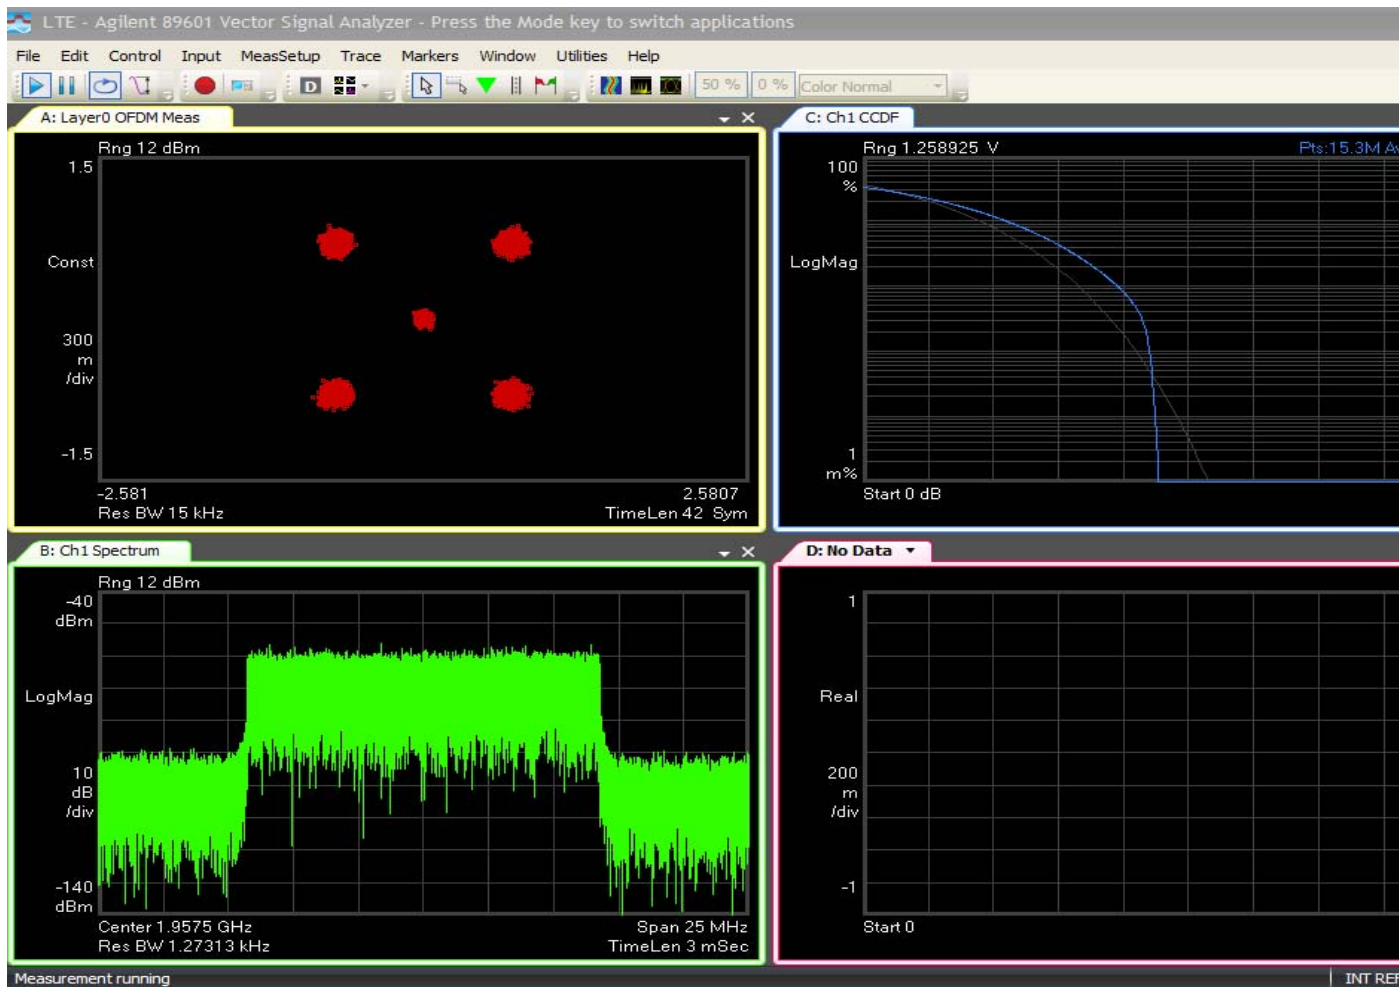 LTE - Agilent 89601 Vector Signal Analyzer - Press the Mode key to switch applications
File Edit Control Input MeasSetup Trace Markers Window Utilities Help
D 50 % 0 % Color Normal
A: Layer0 OFDM Meas
Rng 12 dBm
1.5
Const
300
m
/div
-1.5
-2.581 2.5807
Res BW 15 kHz TimeLen 42 Sym
C: Ch1 CCDF
Rng 1.258925 V Pts:15.3M
100
%
LogMag
1
m%
Start 0 dB
B: Ch1 Spectrum
Rng 12 dBm
-40
dBm
LogMag
10
dB
/div
-140
dBm
Center 1.9575 GHz Span 25 MHz
Res BW 1.27313 kHz TimeLen 3 mSec
D: No Data
1
Real
200
m
/div
-1
Start 0
Measurement running INT REF